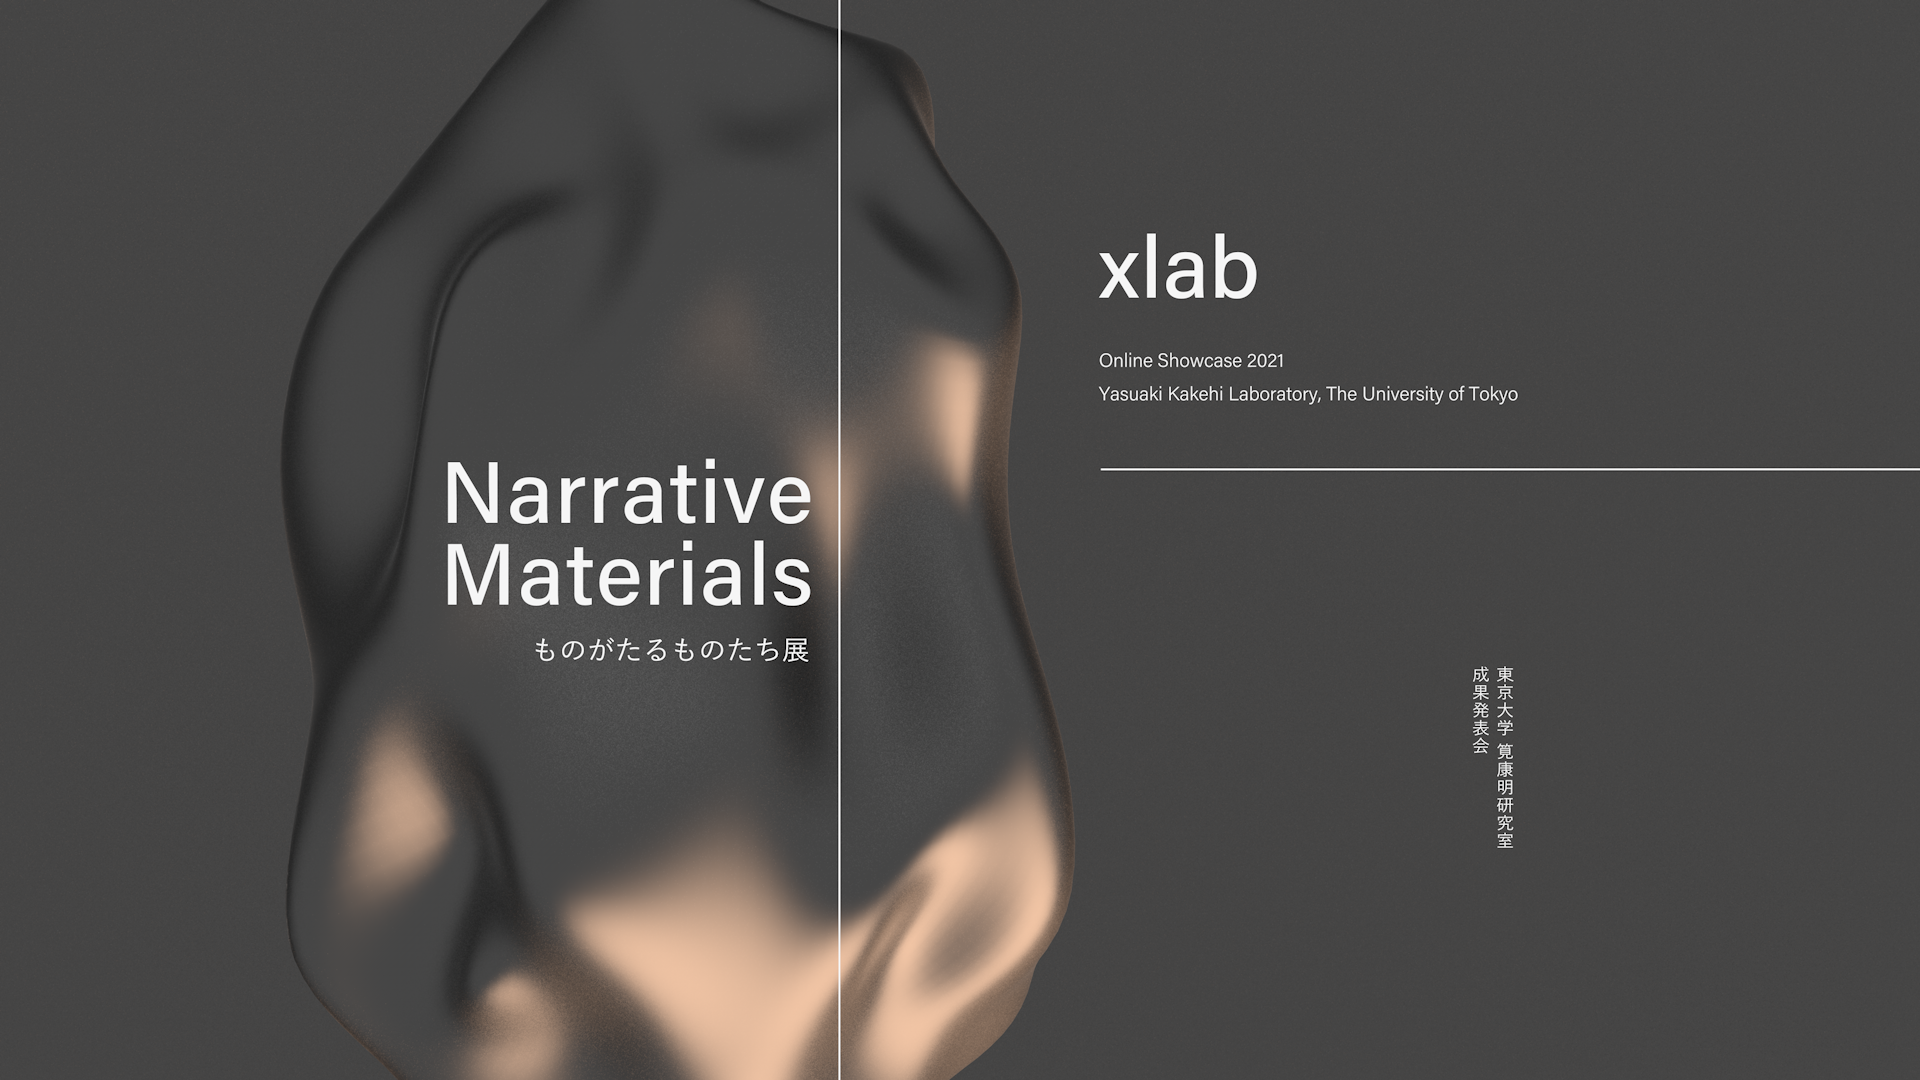 Narrative
Materials
ものがたるものたち展
xlab
Online Showcase 2021
Yasuaki Kakehi Laboratory, The University of Tokyo
東京大学 筧康明研究室
成果発表会